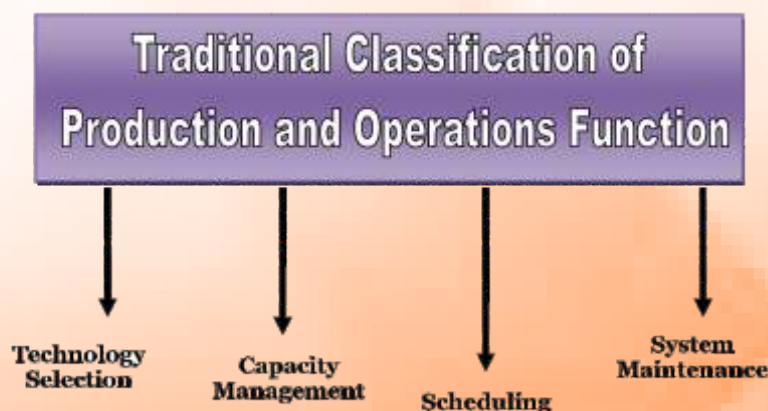 Traditional Classification of
Production and Operations Function
Technology
Selection
Capacity
Management
Scheduling
System
Maintenance